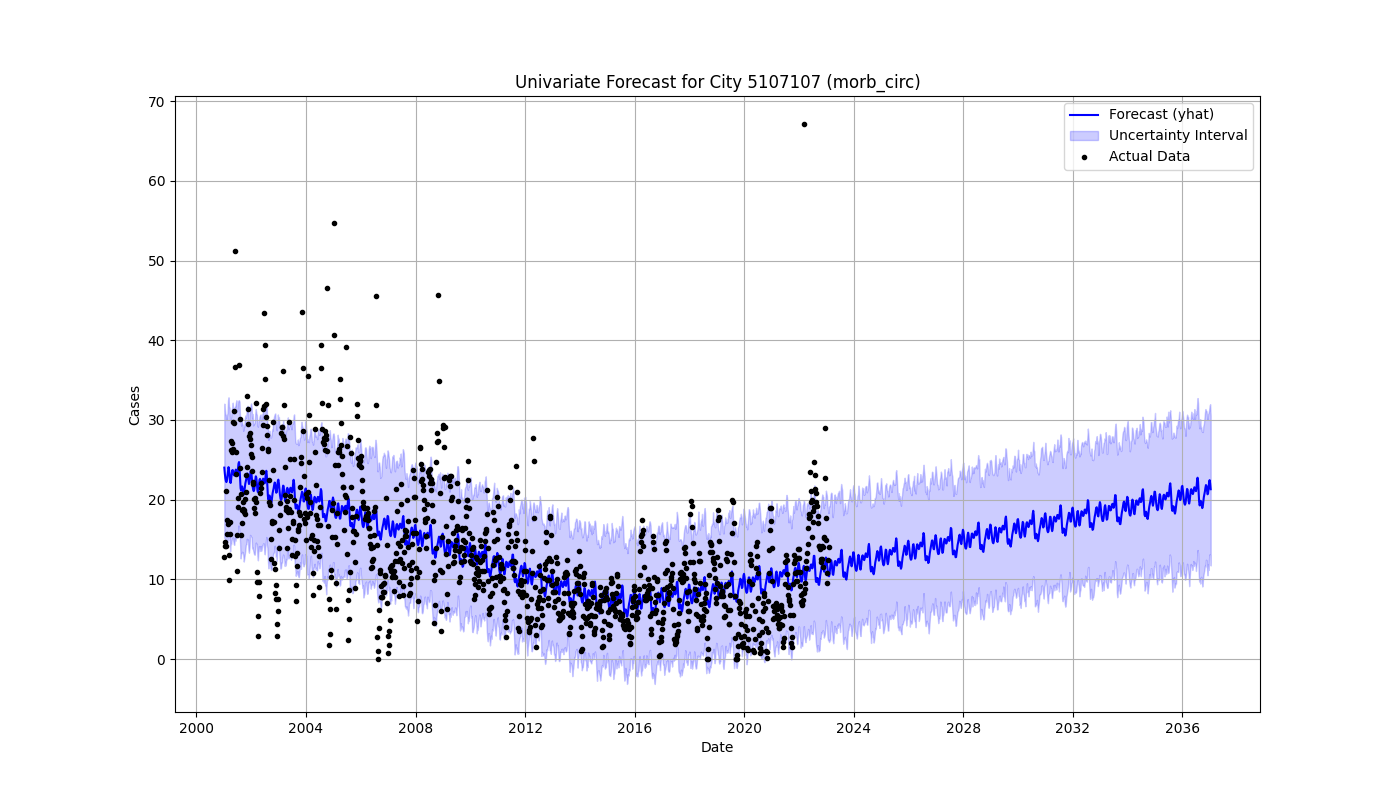 Univariate Forecast for City 5107107 (morb_circ)
Forecast (yhat)
Uncertainty Interval
Actual Data
Cases
70
60
50
40
30
20
10
0
2000 2004 2008 2012 2016 2020 2024 2028 2032 2036
Date